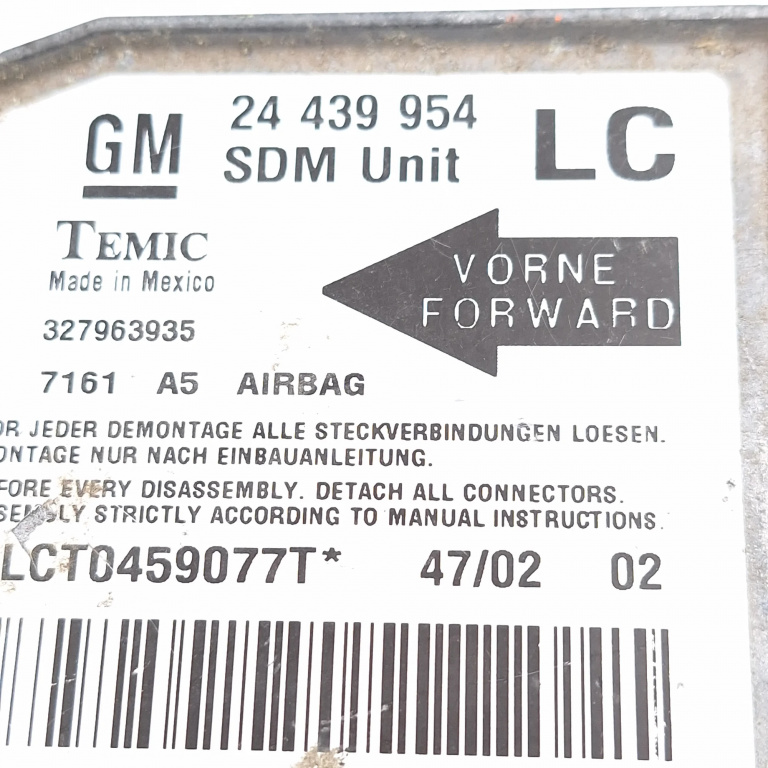 GM
24 439 954
SDM Unit
LC
TEMIC
Made in Mexico
VORNE
FORWARD
327963935
7161 A5 AIRBAG
OR JEDER DEMONTAGE ALLE STECKVERBINDUNGEN LOESEN.
ONTAGE NUR NACH EINBAUANLEITUNG.
FORE EVERY DISASSEMBLY. DETACH ALL CONNECTORS.
SEMBLY STRICTLY ACCORDING TO MANUAL INSTRUCTIONS.
LCT0459077T* 47/02 02